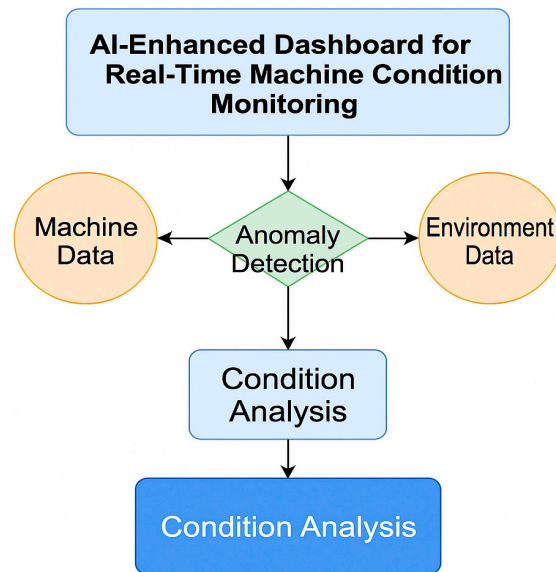 AI-Enhanced Dashboard for
Real-Time Machine Condition
Monitoring
Machine
Data
Anomaly
Detection
Environment
Data
Condition
Analysis
Condition Analysis